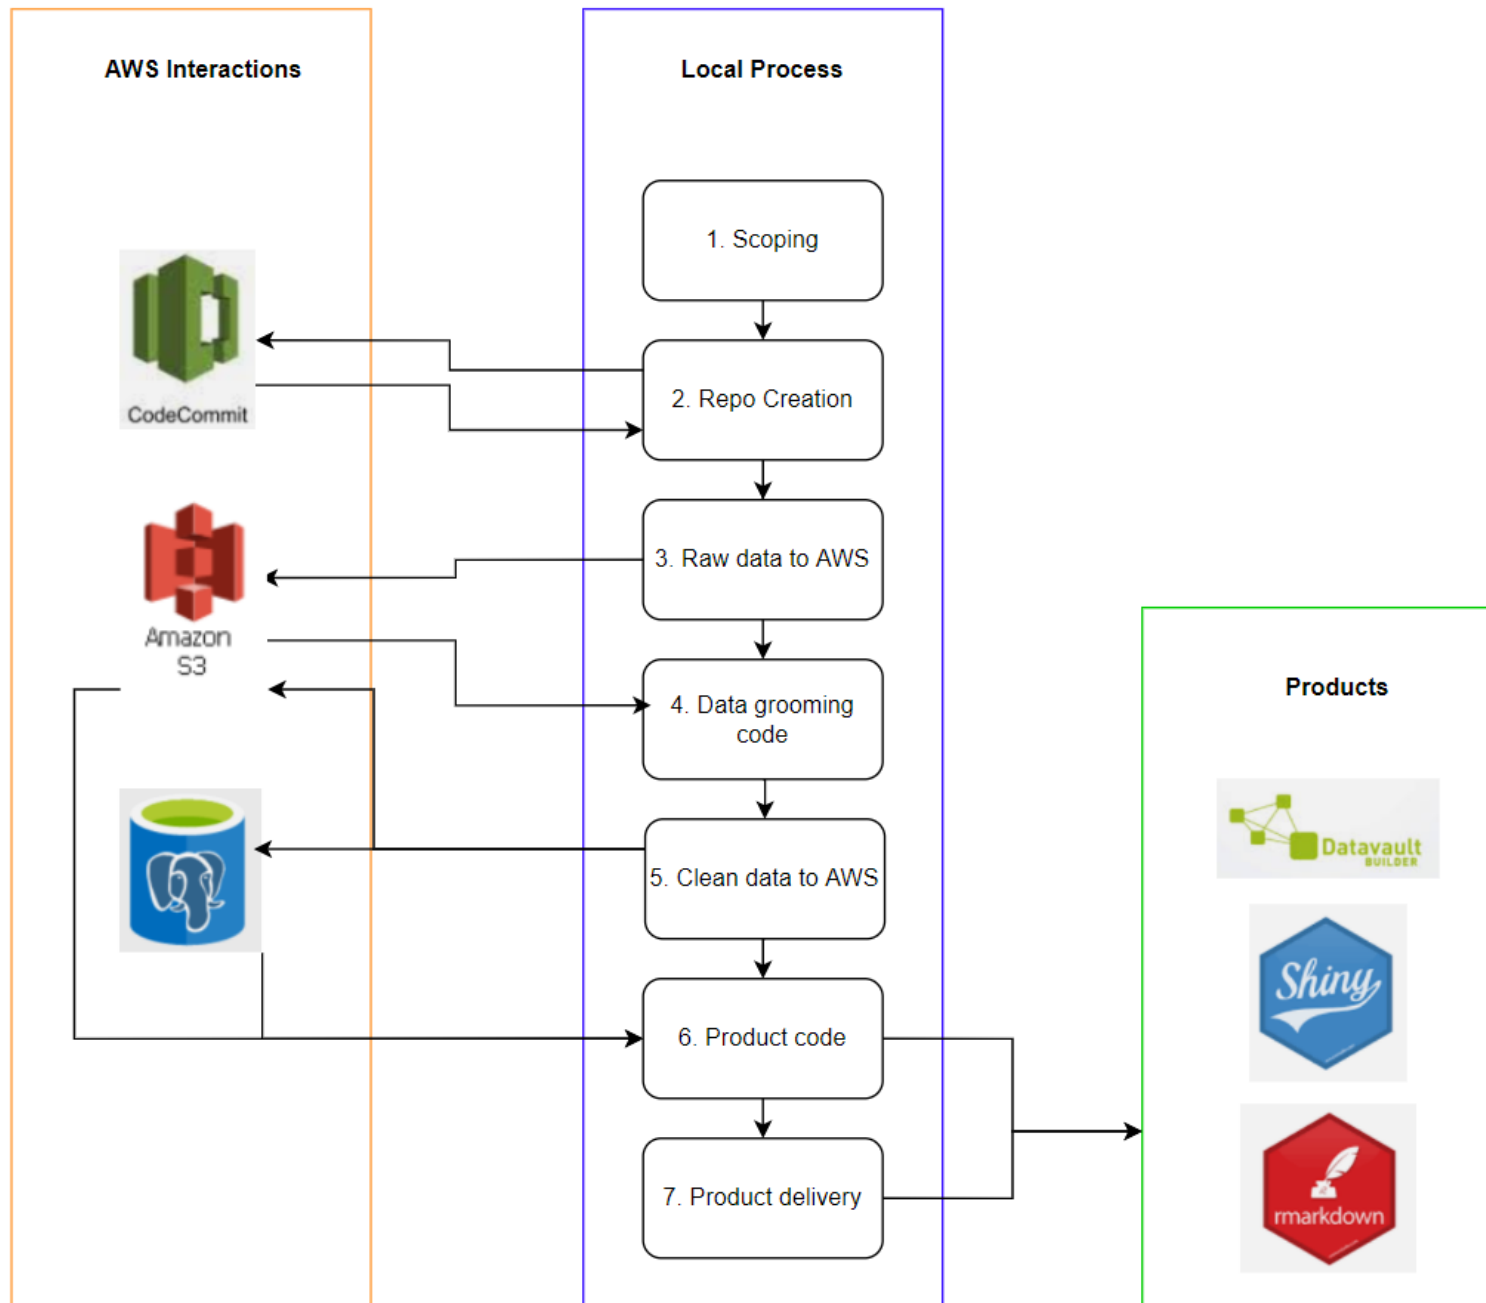 AWS Interactions
Local Process
1. Scoping
CodeCommit
2. Repo Creation
3. Raw data to AWS
Amazon
S3
4. Data grooming
code
Products
5. Clean data to AWS
Datavault
BUILDER
Shiny
6. Product code
7. Product delivery
rmarkdown